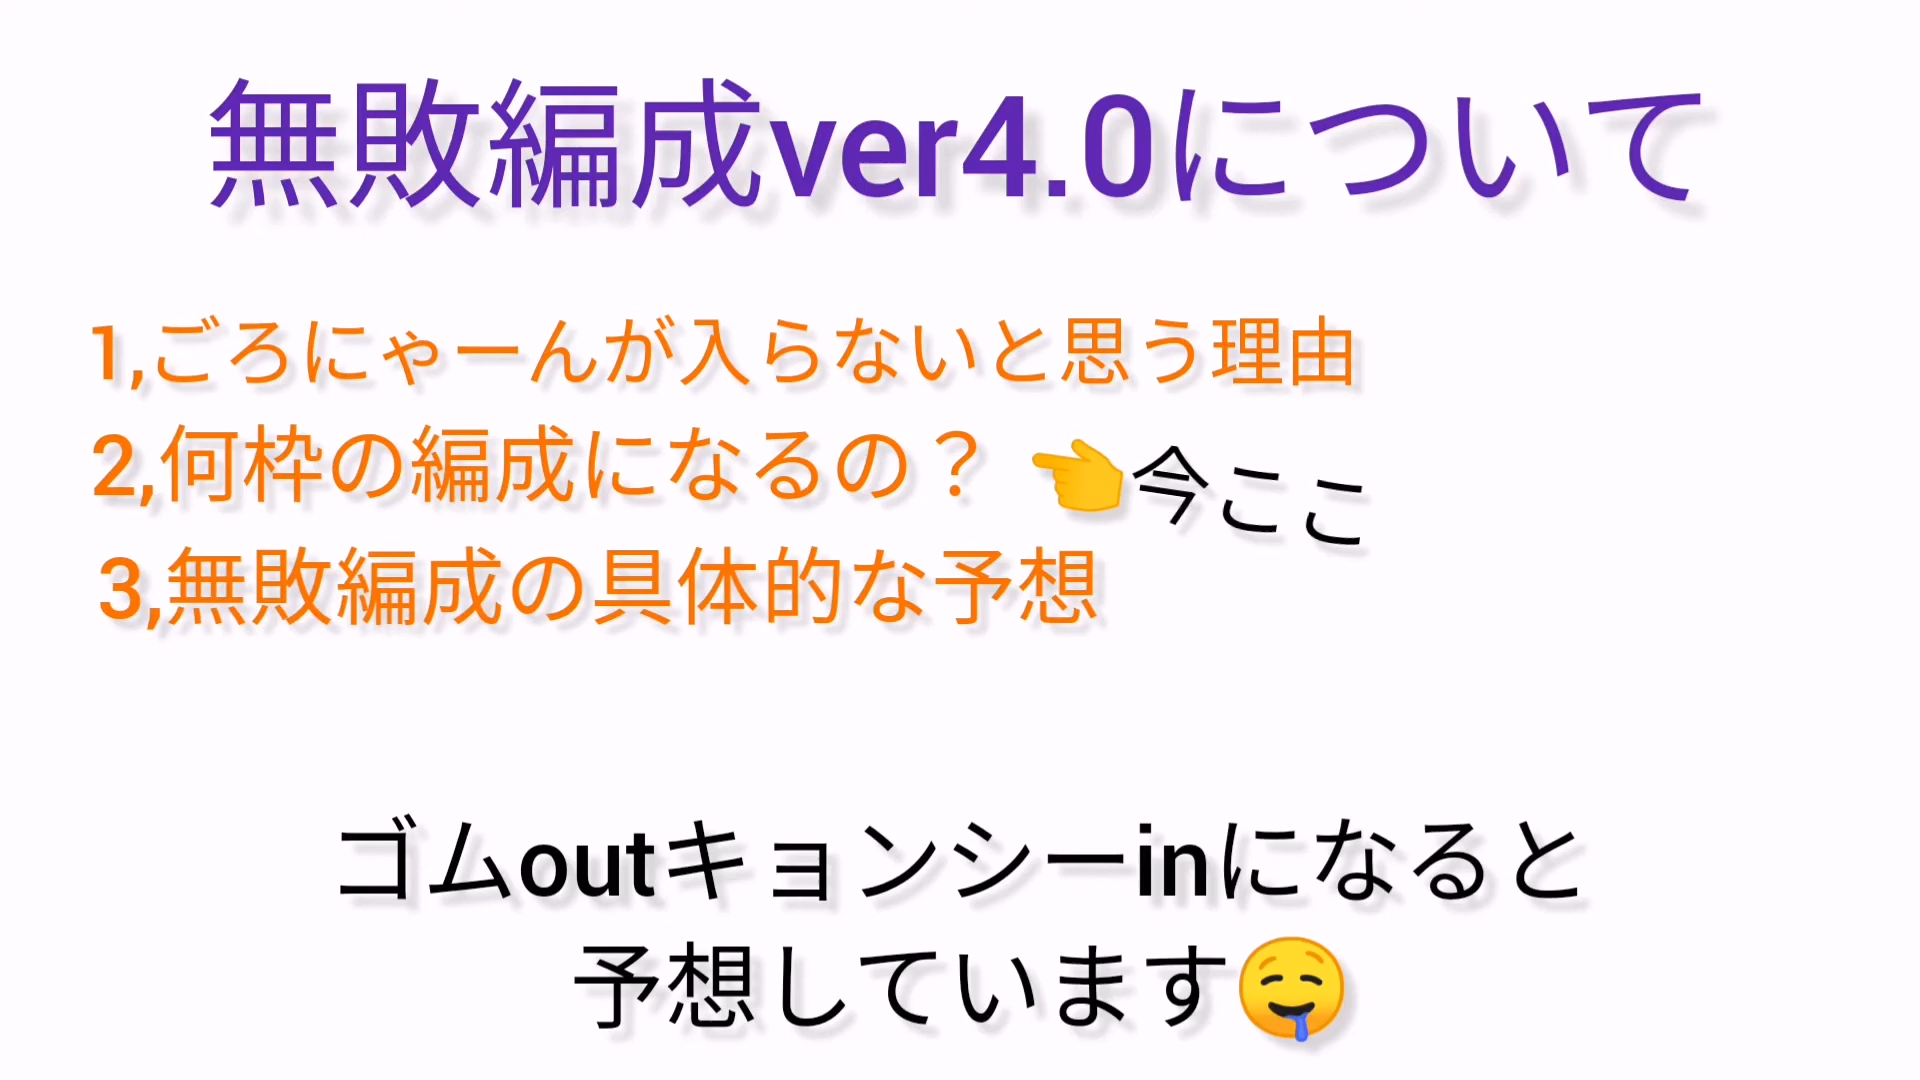 無敗編成ver4.0について
1,ごろにゃーんが入らないと思う理由
2,何枠の編成になるの？ 👈今ここ
3,無敗編成の具体的な予想
ゴムoutキョンシーinになると
予想しています🤤